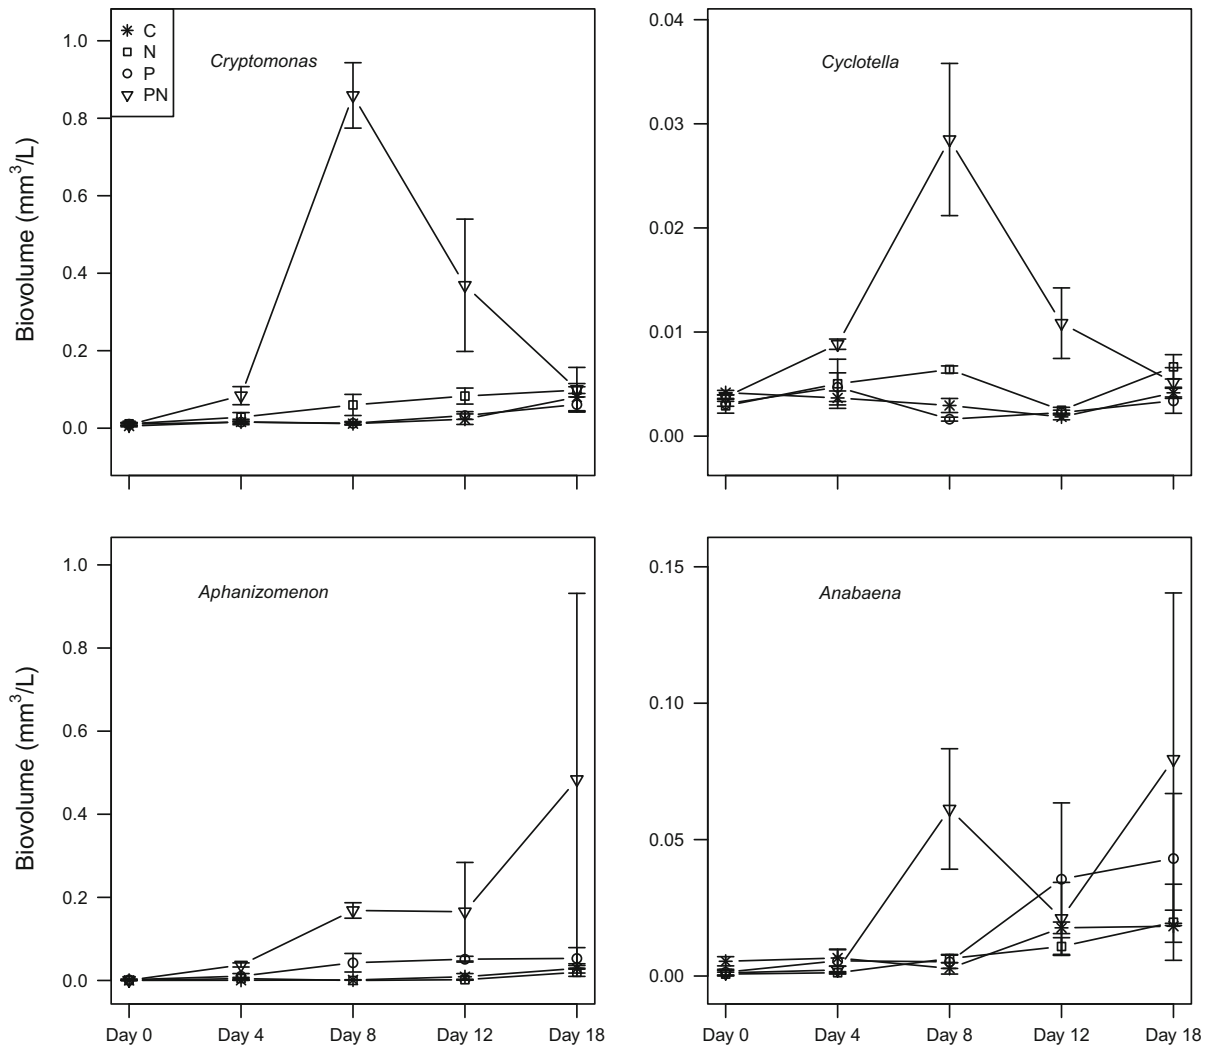 C
N
P
PN
Cryptomonas
Biovolume (mm³/L)
1.0
0.8
0.6
0.4
0.2
0.0
Cyclotella
0.04
0.03
0.02
0.01
0.00
Aphanizomenon
Biovolume (mm³/L)
1.0
0.8
0.6
0.4
0.2
0.0
Day 0 Day 4 Day 8 Day 12 Day 18
Anabaena
0.15
0.10
0.05
0.00
Day 0 Day 4 Day 8 Day 12 Day 18